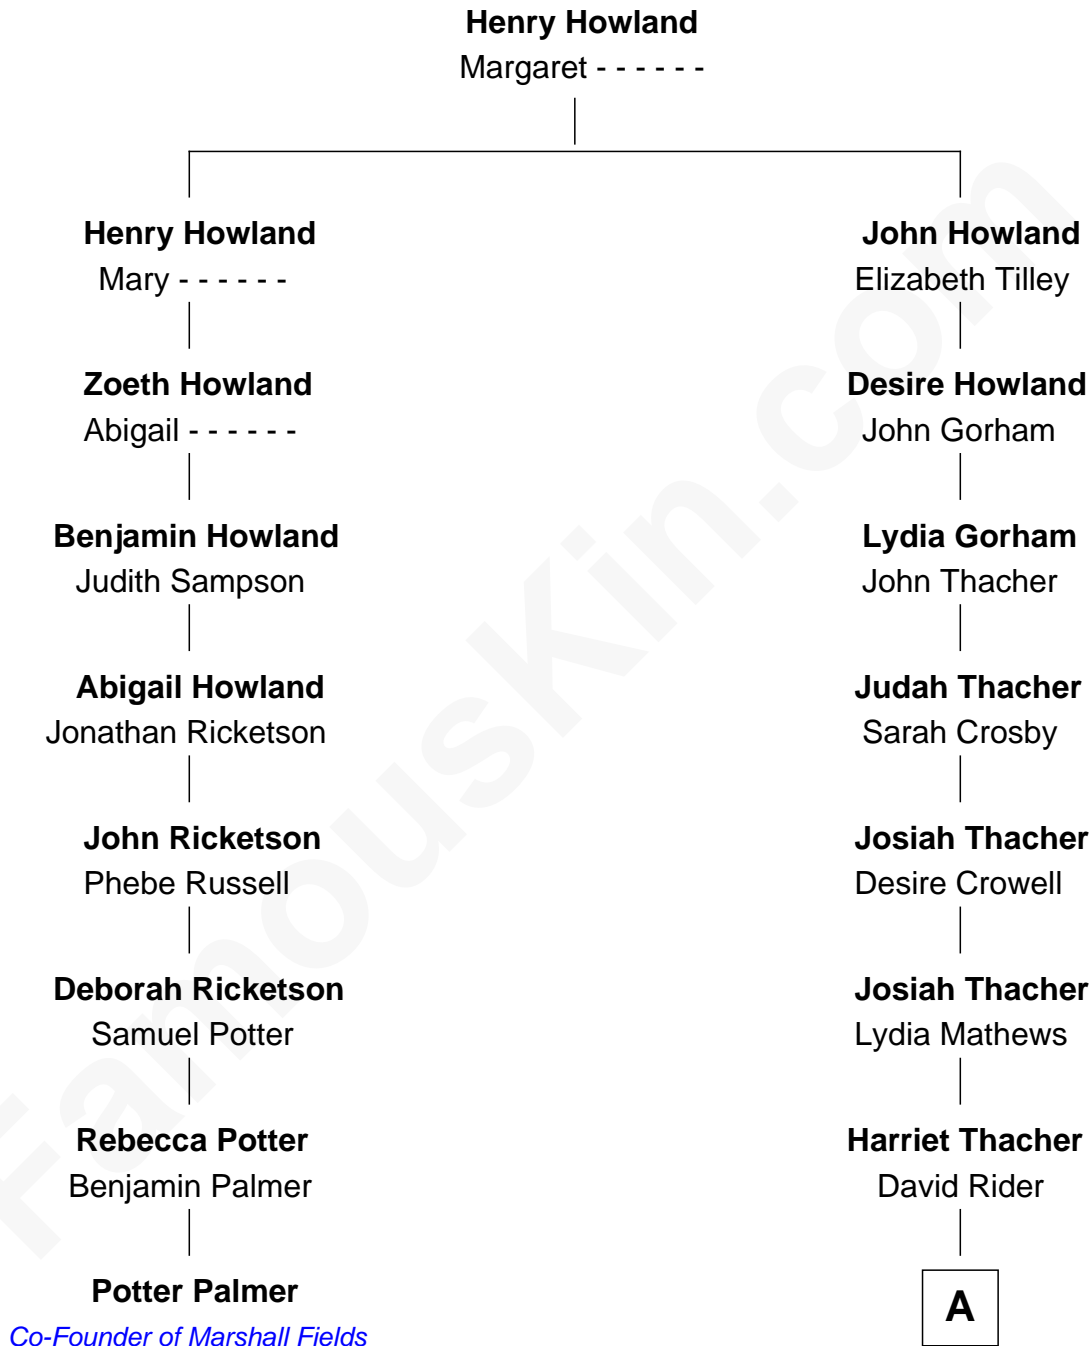 Henry Howland
Margaret - - - - - -
Henry Howland
Mary - - - - - -
John Howland
Elizabeth Tilley
Zoeth Howland
Abigail - - - - - -
Desire Howland
John Gorham
Benjamin Howland
Judith Sampson
Lydia Gorham
John Thacher
Abigail Howland
Jonathan Ricketson
Judah Thacher
Sarah Crosby
John Ricketson
Phebe Russell
Josiah Thacher
Desire Crowell
Deborah Ricketson
Samuel Potter
Josiah Thacher
Lydia Mathews
Rebecca Potter
Benjamin Palmer
Harriet Thacher
David Rider
Potter Palmer
Co-Founder of Marshall Fields
A
FamousKin.com